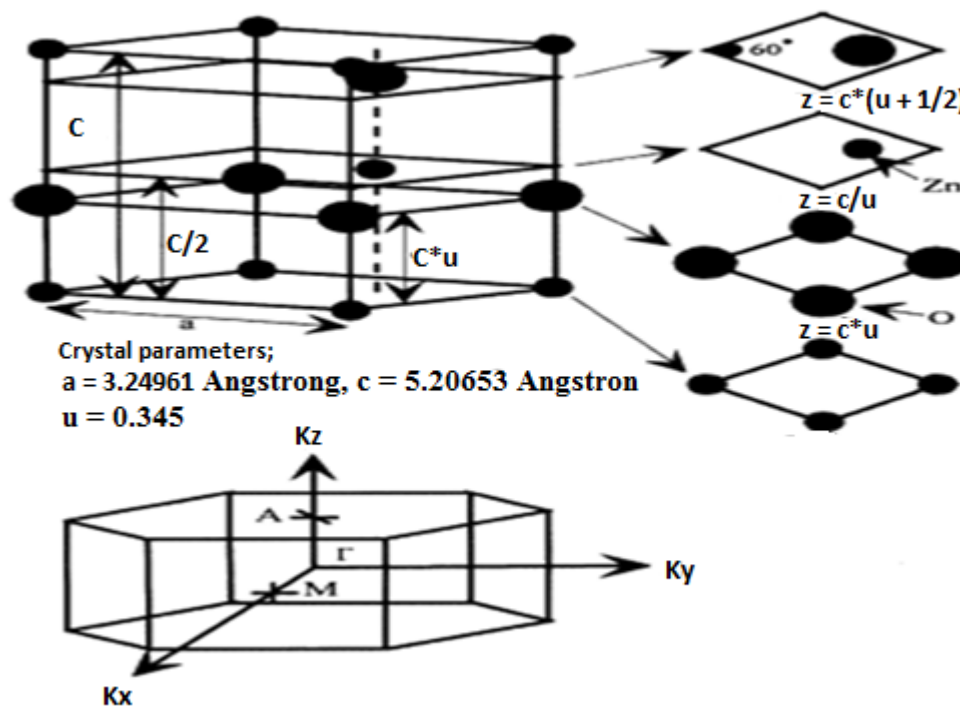 60°
z = c*(u + 1/2)
C
Zn
z = c/u
C/2
C*u
a
O
z = c*u
Crystal parameters;
a = 3.24961 Angstrong, c = 5.20653 Angstron
u = 0.345
Kz
A
Γ
Ky
M
Kx